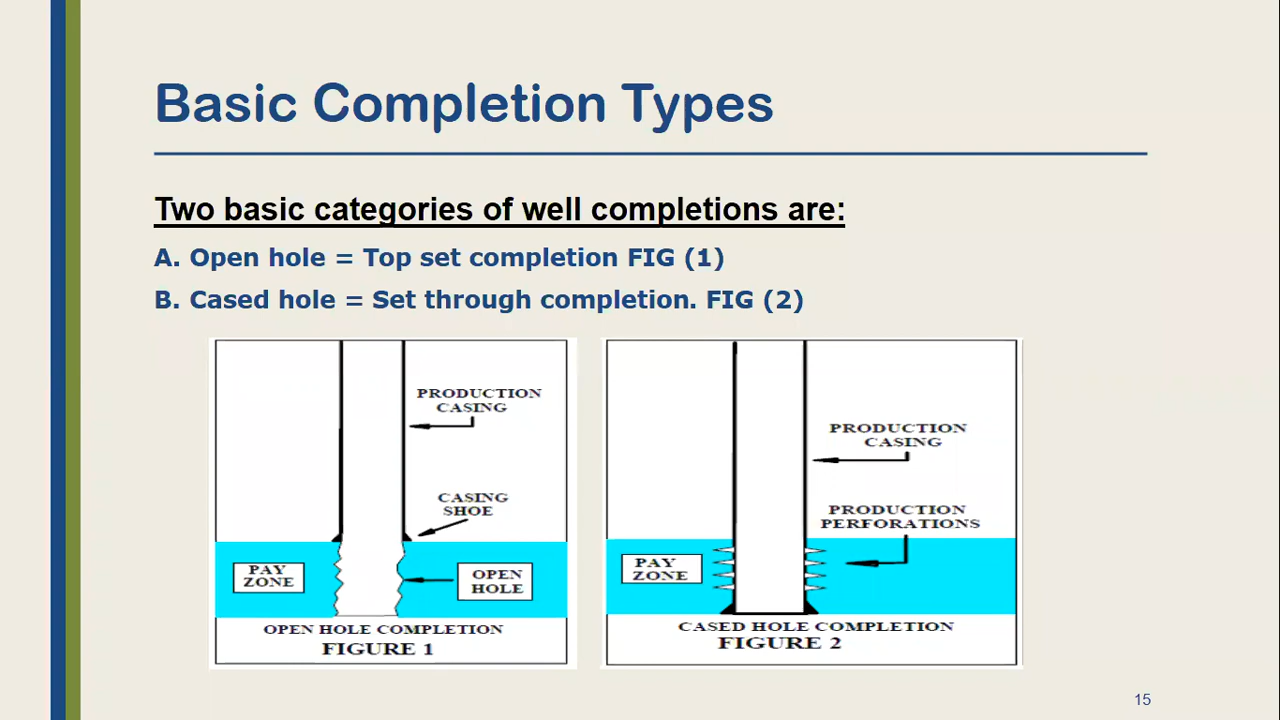 Basic Completion Types
Two basic categories of well completions are:
A. Open hole = Top set completion FIG (1)
B. Cased hole = Set through completion. FIG (2)
PRODUCTION
CASING
CASING
SHOE
PAY
ZONE
OPEN
HOLE
OPEN HOLE COMPLETION
FIGURE 1
PRODUCTION
CASING
PRODUCTION
PERFORATIONS
PAY
ZONE
CASED HOLE COMPLETION
FIGURE 2
15